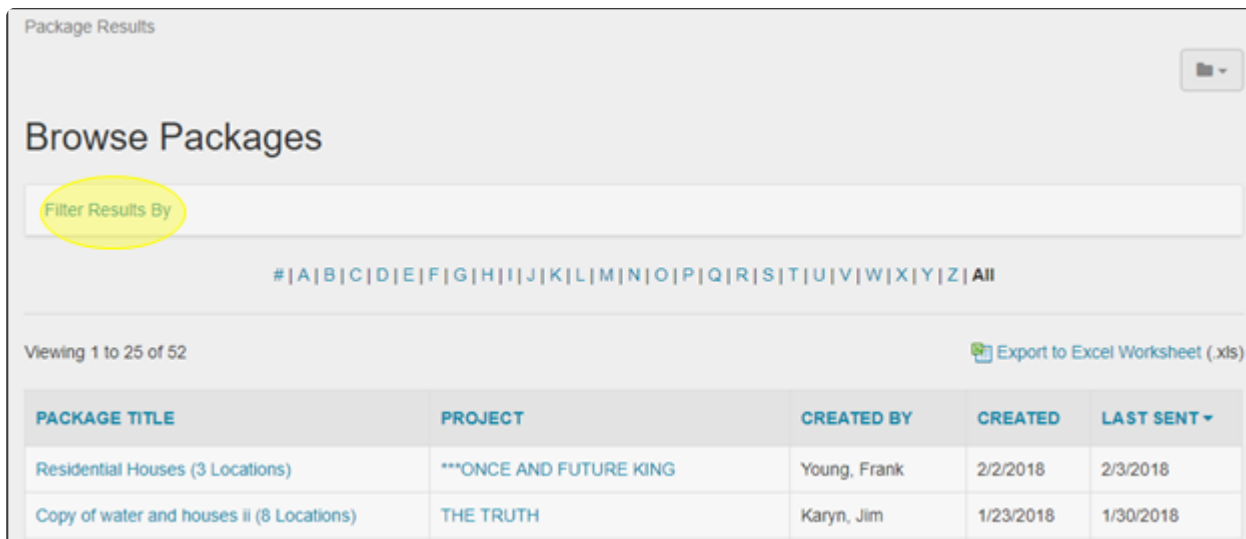 Package Results
Browse Packages
Filter Results By
# | A | B | C | D | E | F | G | H | I | J | K | L | M | N | O | P | Q | R | S | T | U | V | W | X | Y | Z | All
Viewing 1 to 25 of 52 Export to Excel Worksheet (.xls)
PACKAGE TITLE PROJECT CREATED BY CREATED LAST SENT
Residential Houses (3 Locations) ***ONCE AND FUTURE KING Young, Frank 2/2/2018 2/3/2018
Copy of water and houses ii (8 Locations) THE TRUTH Karyn, Jim 1/23/2018 1/30/2018